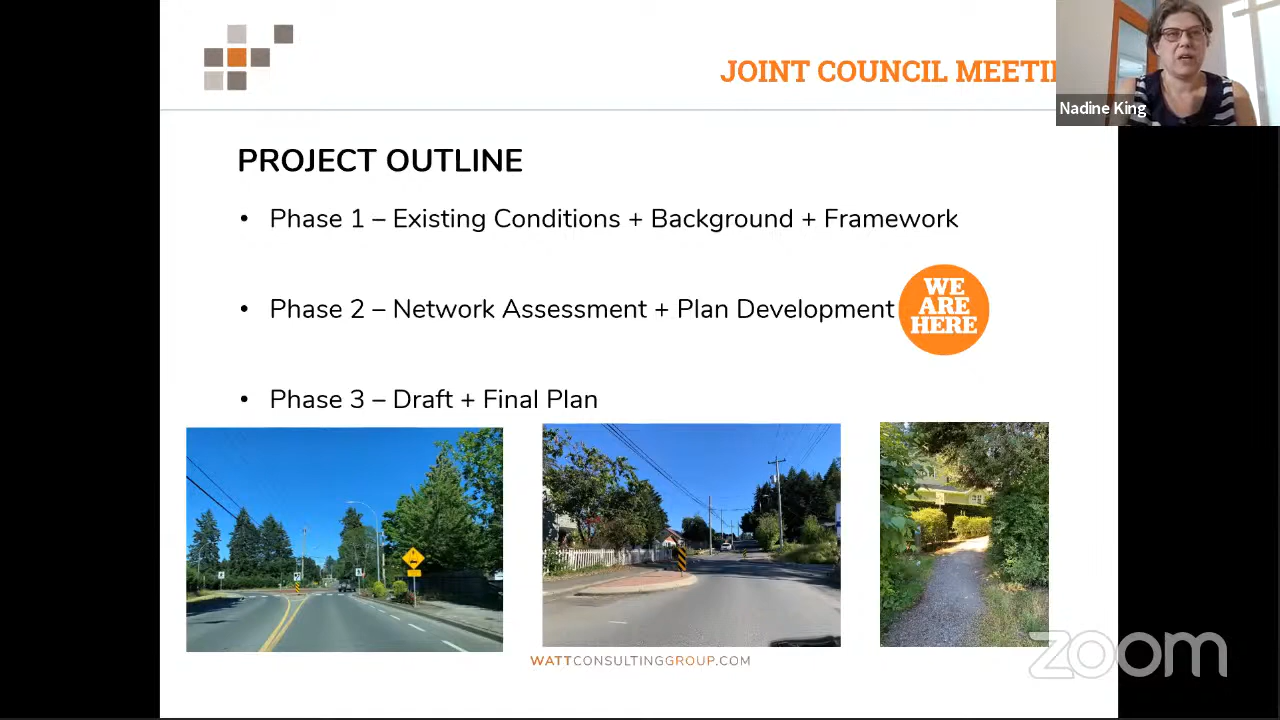 JOINT COUNCIL MEETI
Nadine King
PROJECT OUTLINE
• Phase 1 – Existing Conditions + Background + Framework
• Phase 2 – Network Assessment + Plan Development
WE
ARE
HERE
• Phase 3 – Draft + Final Plan
WATTCONSULTINGGROUP.COM
zoom